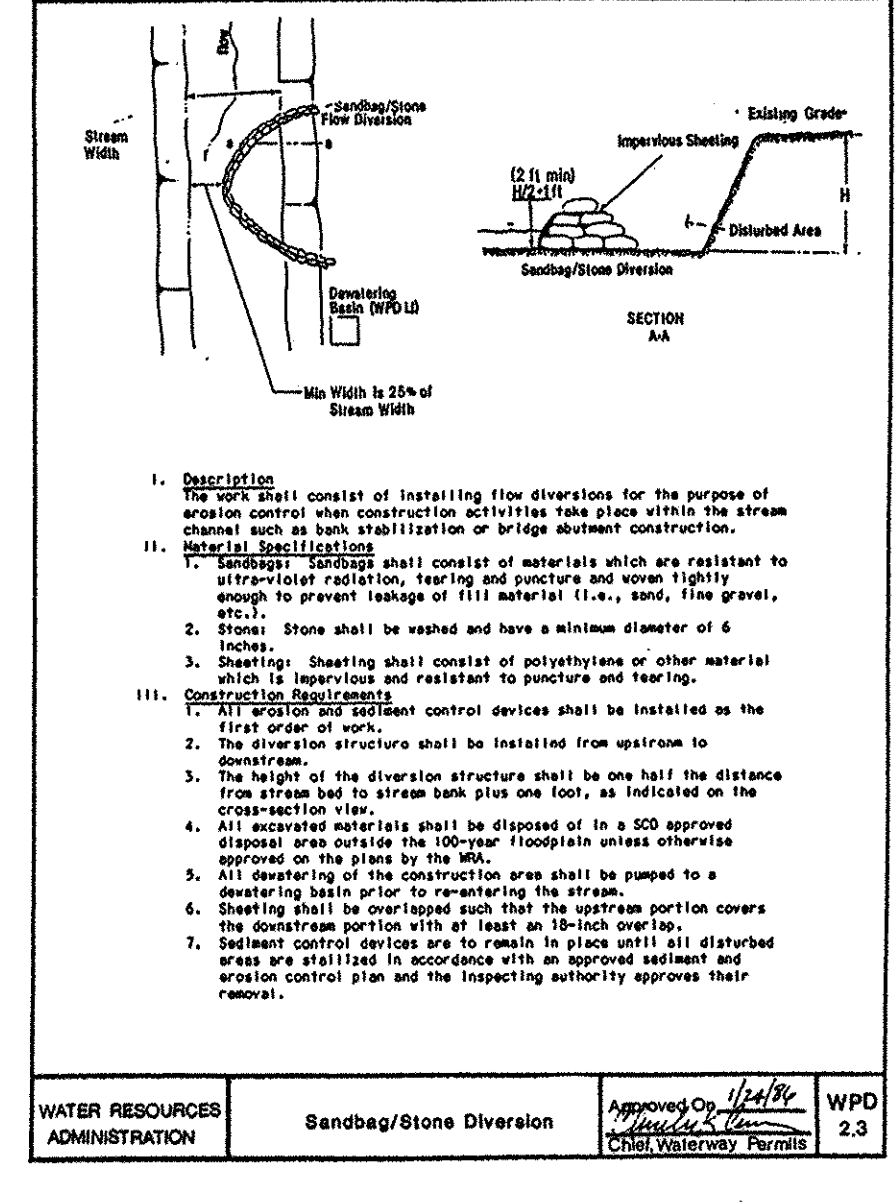 flow
Sandbag/Stone
Flow Diversion
Stream
Width
a
a
Dewatering
Basin (WPD
Min Width is 25% of
Stream Width
Existing Grade
Impervious Sheeting
(2 ft min)
H/2+1ft
H
Disturbed Area
Sandbag/Stone Diversion
SECTION
A-A
I. Description
The work shall consist of installing flow diversions for the purpose of
erosion control when construction activities take place within the stream
channel such as bank stabilization or bridge abutment construction.
II. Material Specifications
1. Sandbags: Sandbags shall consist of materials which are resistant to
ultra-violet radiation, tearing and puncture and woven tightly
enough to prevent leakage of fill material (i.e., sand, fine gravel,
etc.).
2. Stone: Stone shall be washed and have a minimum diameter of 6
inches.
3. Sheeting: Sheeting shall consist of polyethylene or other material
which is impervious and resistant to puncture and tearing.
III. Construction Requirements
1. All erosion and sediment control devices shall be installed as the
first order of work.
2. The diversion structure shall be installed from upstream to
downstream.
3. The height of the diversion structure shall be one half the distance
from stream bed to stream bank plus one foot, as indicated on the
cross-section view.
4. All excavated materials shall be disposed of in a SCD approved
disposal area outside the 100-year floodplain unless otherwise
approved on the plans by the WRA.
5. All dewatering of the construction area shall be pumped to a
dewatering basin prior to re-entering the stream.
6. Sheeting shall be overlapped such that the upstream portion covers
the downstream portion with at least an 18-inch overlap.
7. Sediment control devices are to remain in place until all disturbed
areas are stailized in accordance with an approved sediment and
erosion control plan and the inspecting authority approves their
removal.
WATER RESOURCES
ADMINISTRATION
Sandbag/Stone Diversion
Approved On 1/24/86
Chief, Waterway Permits
WPD
2.3